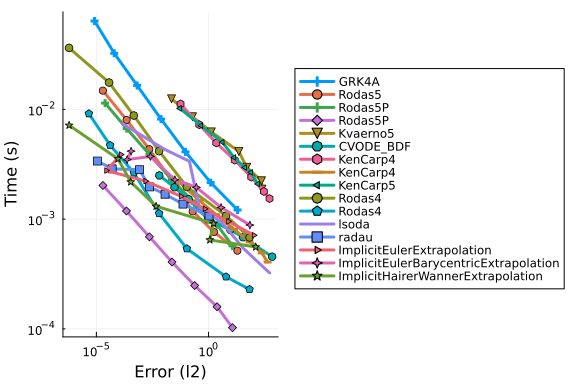 Time (s)
10⁻²
10⁻³
10⁻⁴
10⁻⁵
10⁰
Error (l2)
GRK4A
Rodas5
Rodas5P
Rodas5P
Kvaerno5
CVODE_BDF
KenCarp4
KenCarp4
KenCarp5
Rodas4
Rodas4
lsoda
radau
ImplicitEulerExtrapolation
ImplicitEulerBarycentricExtrapolation
ImplicitHairerWannerExtrapolation